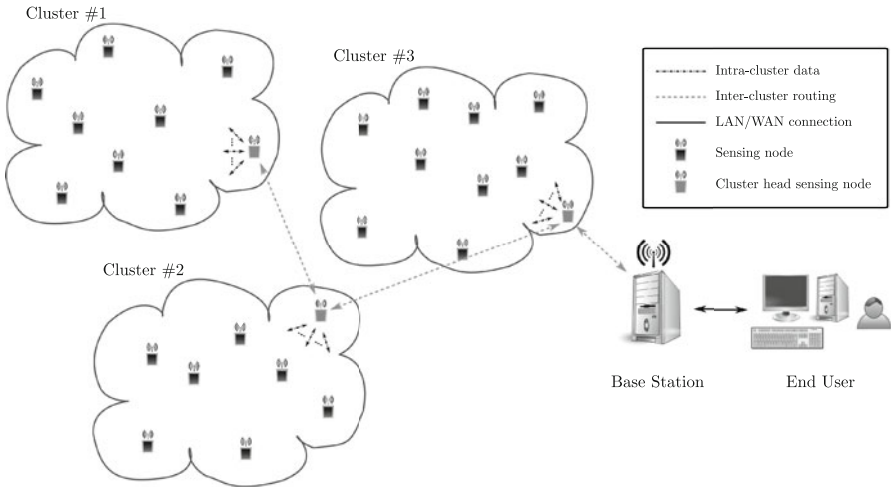 Cluster #1
Cluster #3
Intra-cluster data
Inter-cluster routing
LAN/WAN connection
Sensing node
Cluster head sensing node
Cluster #2
Base Station
End User